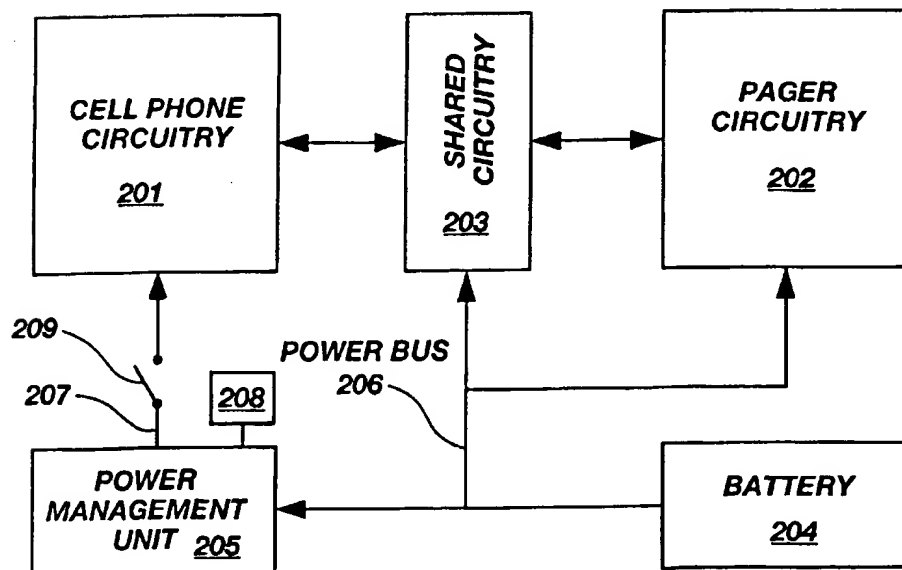 CELL PHONE
CIRCUITRY
201
SHARED
CIRCUITRY
203
PAGER
CIRCUITRY
202
209
207
208
POWER BUS
206
POWER
MANAGEMENT
UNIT 205
BATTERY
204